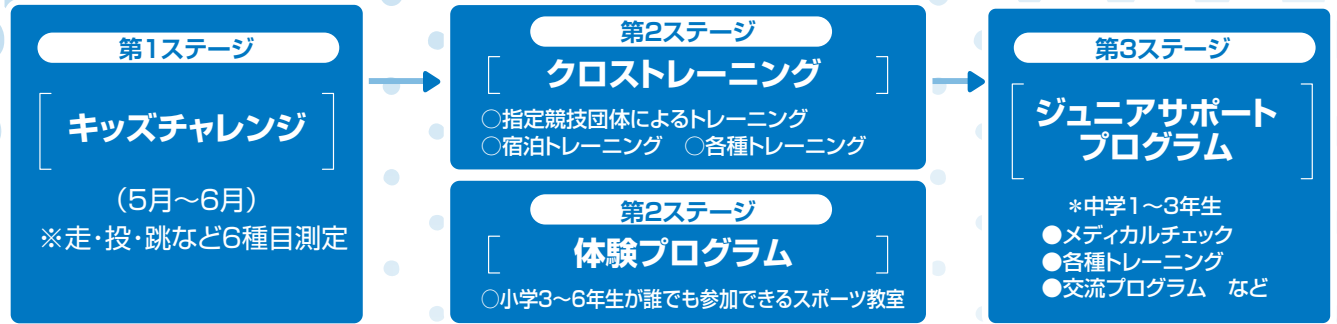 第1ステージ
キッズチャレンジ
（5月～6月）
※走・投・跳など6種目測定
第2ステージ
クロストレーニング
○指定競技団体によるトレーニング
○宿泊トレーニング　○各種トレーニング
第2ステージ
体験プログラム
○小学3～6年生が誰でも参加できるスポーツ教室
第3ステージ
ジュニアサポート
プログラム
＊中学1～3年生
●メディカルチェック
●各種トレーニング
●交流プログラム　など